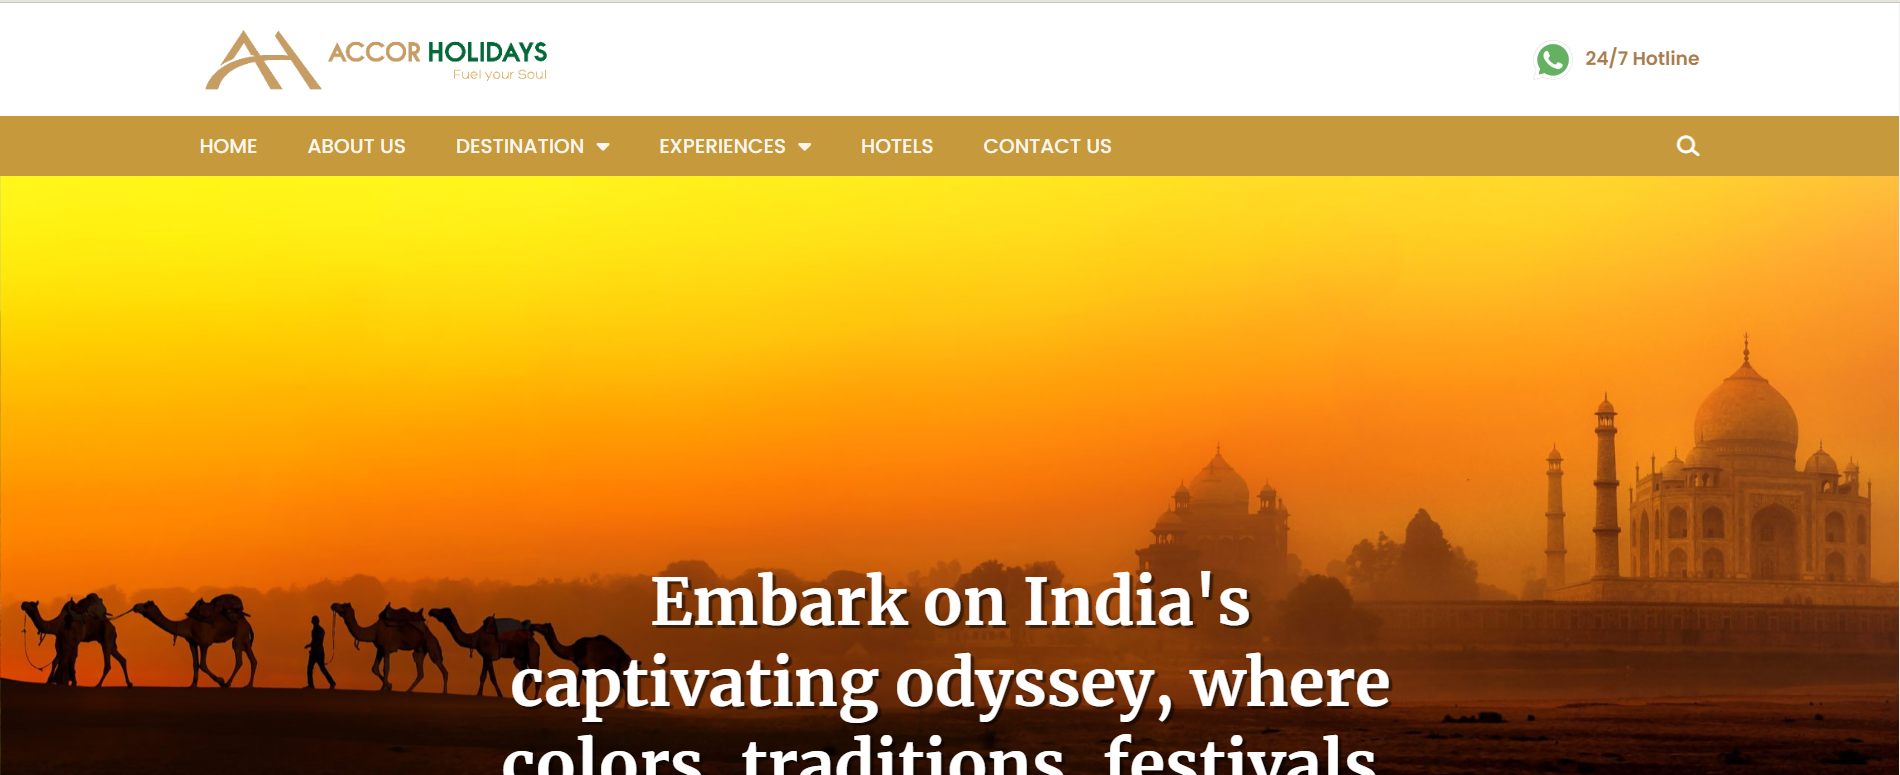 ACCOR HOLIDAYS
Fuel your Soul
24/7 Hotline
HOME ABOUT US DESTINATION EXPERIENCES HOTELS CONTACT US
Embark on India's
captivating odyssey, where
colors, traditions, festivals,